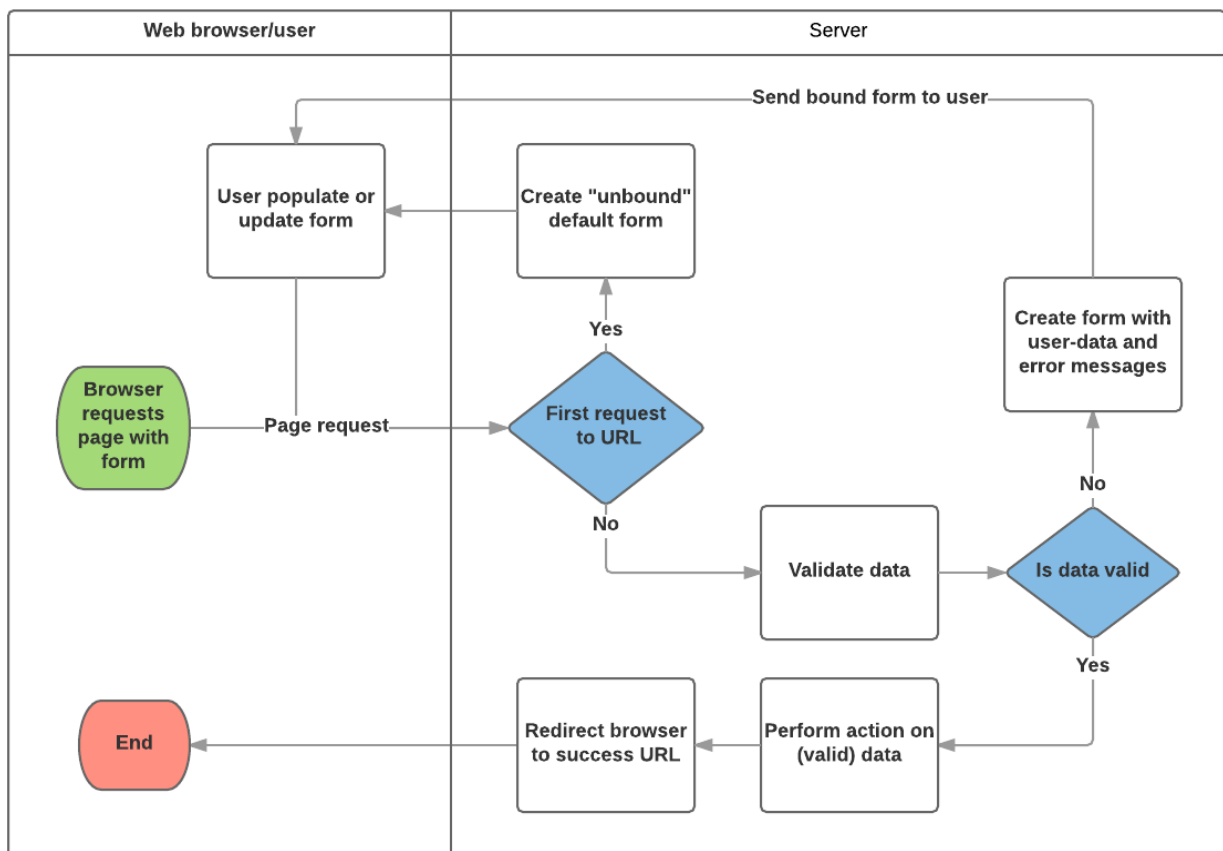 Web browser/user
Server
Send bound form to user
User populate or
update form
Create "unbound"
default form
Create form with
user-data and
error messages
Yes
Browser
requests
page with
form
Page request
First request
to URL
No
No
Validate data
Is data valid
Yes
End
Redirect browser
to success URL
Perform action on
(valid) data